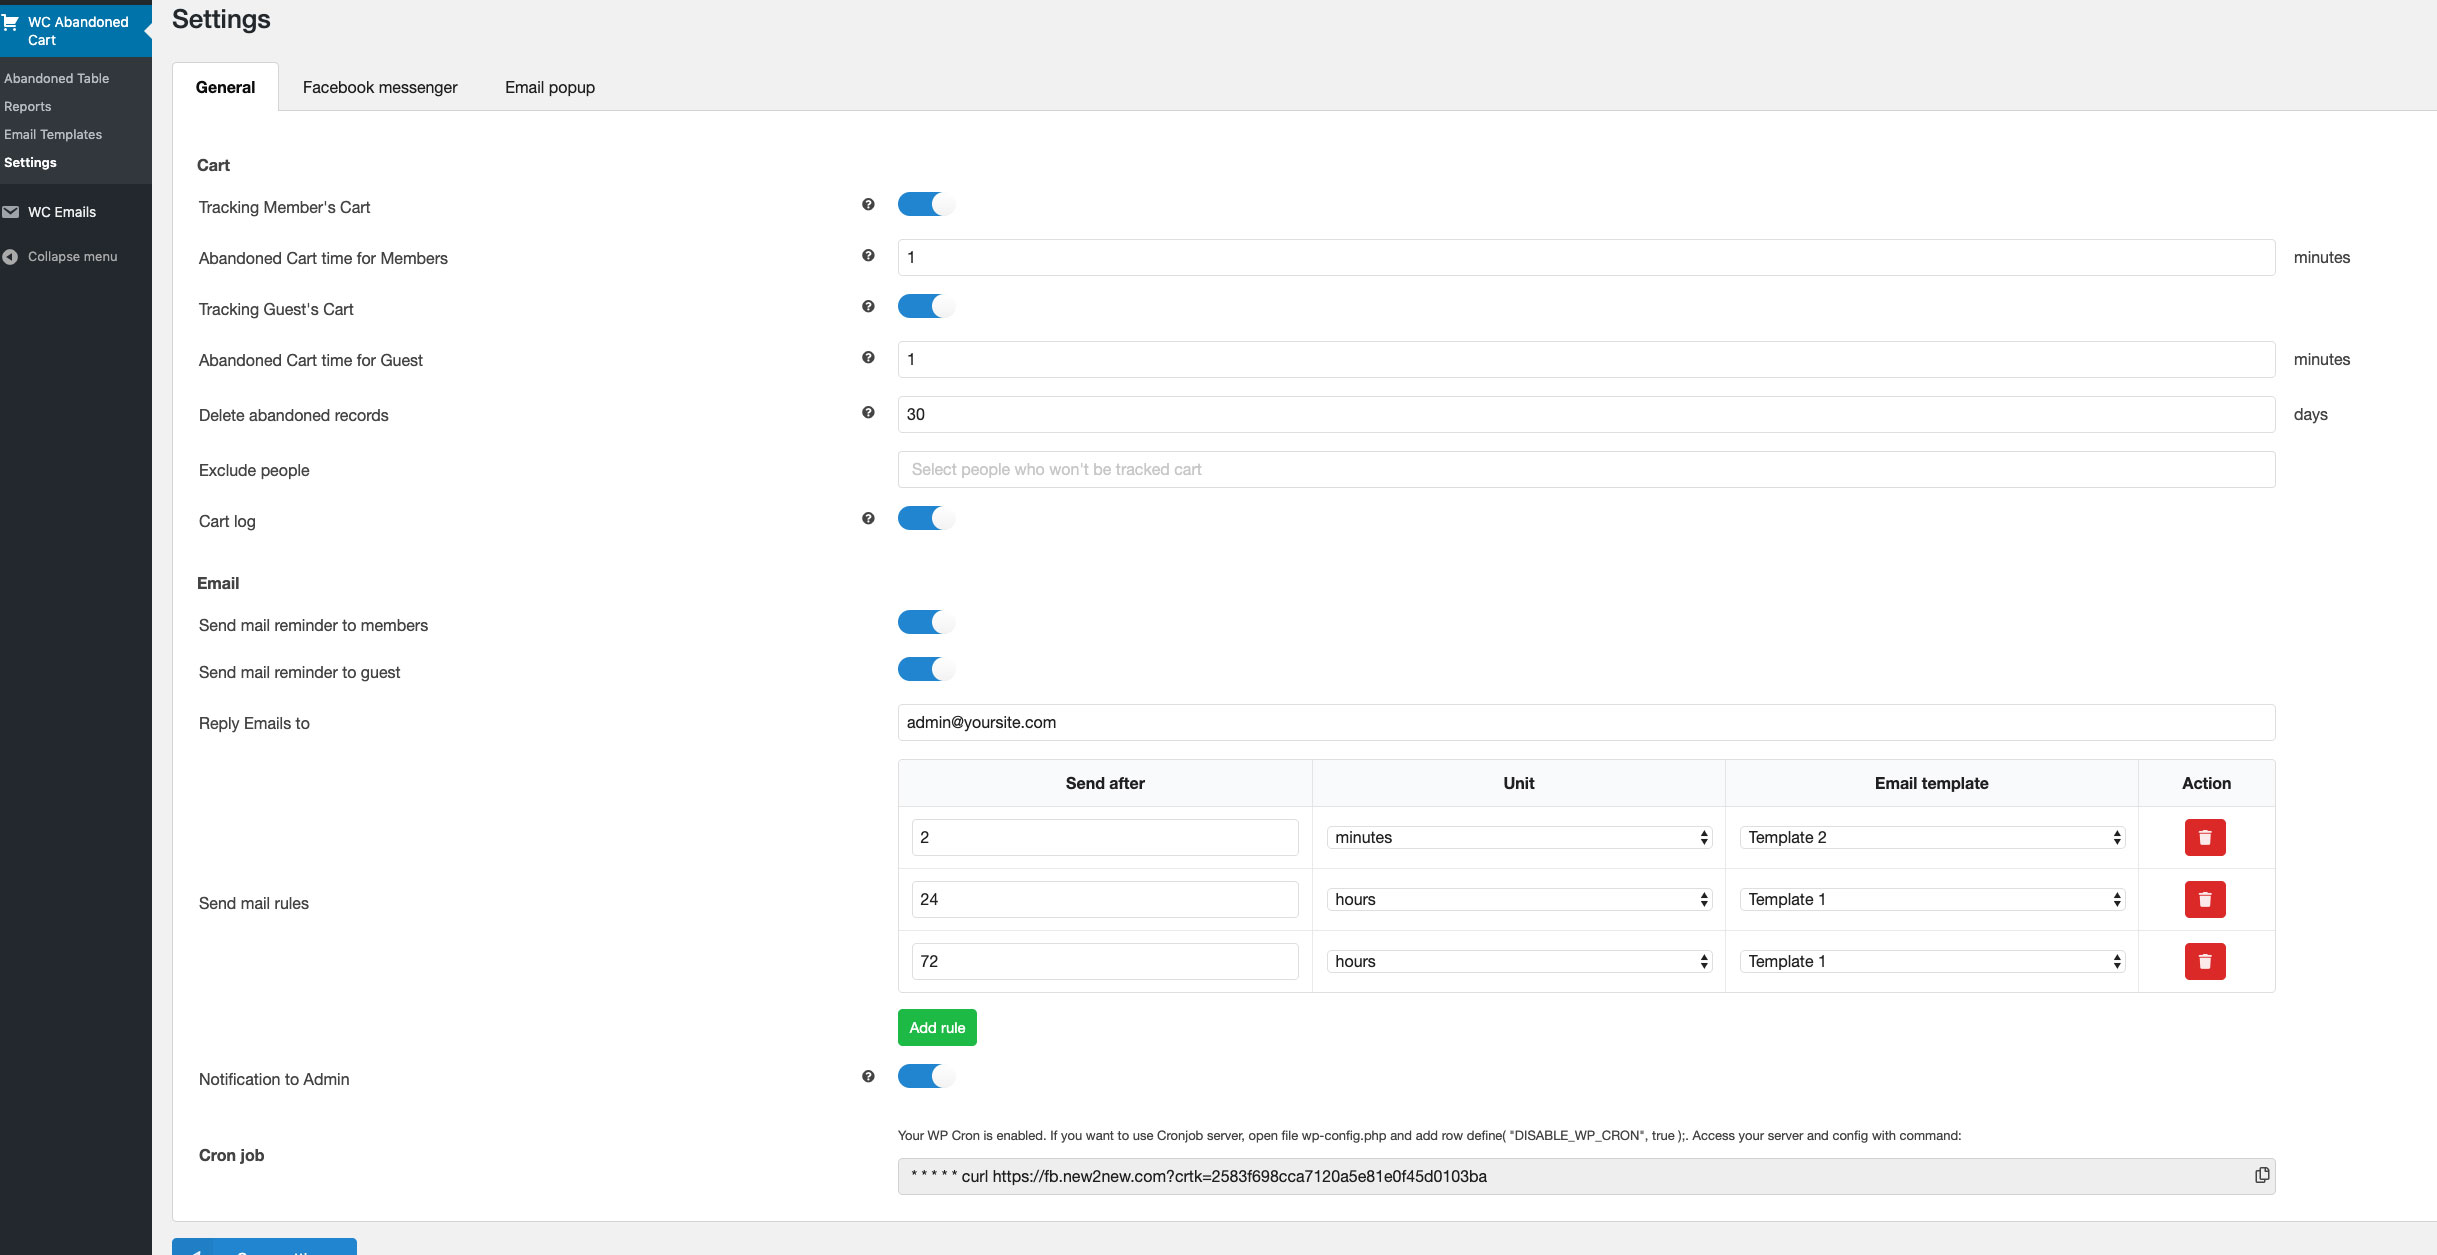 WC Abandoned
Cart
Abandoned Table
Reports
Email Templates
Settings
WC Emails
Collapse menu
Settings
General
Facebook messenger
Email popup
Cart
Tracking Member's Cart
Abandoned Cart time for Members
1
minutes
Tracking Guest's Cart
Abandoned Cart time for Guest
1
minutes
Delete abandoned records
30
days
Exclude people
Select people who won't be tracked cart
Cart log
Email
Send mail reminder to members
Send mail reminder to guest
Reply Emails to
admin@yoursite.com
Send mail rules
Send after
Unit
Email template
Action
2
minutes
Template 2
24
hours
Template 1
72
hours
Template 1
Add rule
Notification to Admin
Cron job
Your WP Cron is enabled. If you want to use Cronjob server, open file wp-config.php and add row define( "DISABLE_WP_CRON", true );. Access your server and config with command:
* * * * * curl https://fb.new2new.com?crtk=2583f698cca7120a5e81e0f45d0103ba